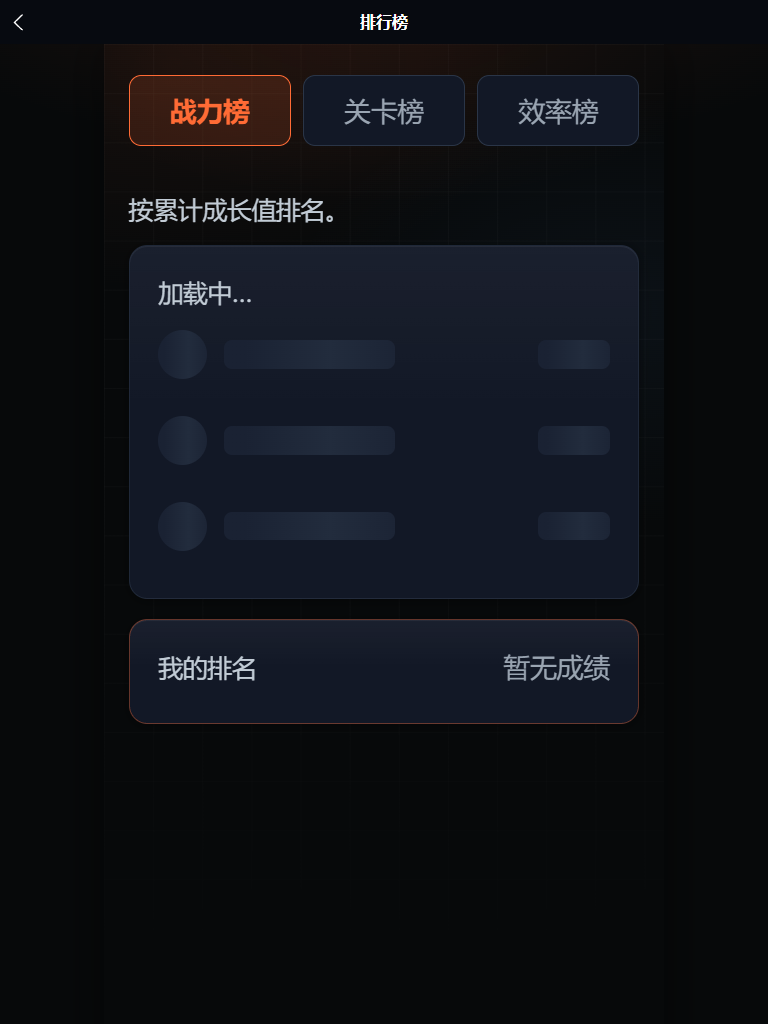 排行榜
战力榜 关卡榜 效率榜
按累计成长值排名。
加载中...
我的排名 暂无成绩